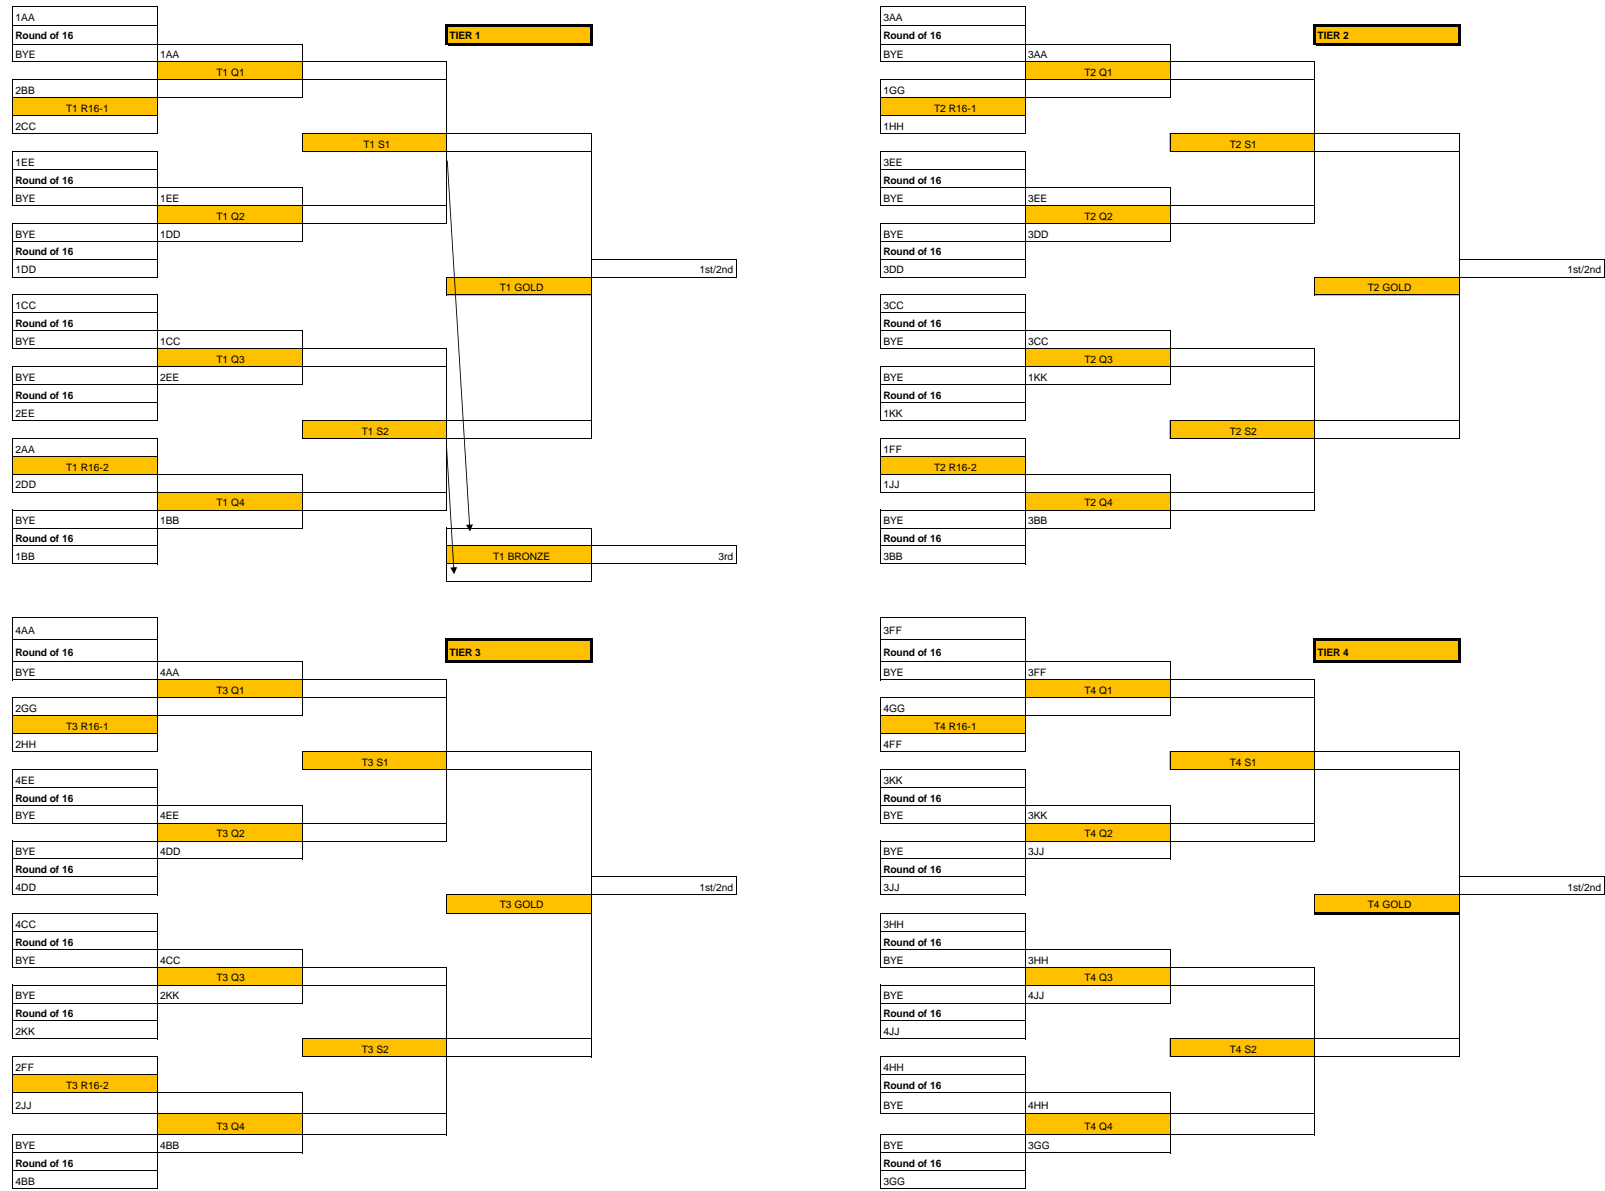 1AA
Round of 16
TIER 1
BYE
1AA
T1 Q1
2BB
T1 R16-1
2CC
T1 S1
1EE
Round of 16
BYE
1EE
T1 Q2
BYE
1DD
Round of 16
1DD
1st/2nd
T1 GOLD
1CC
Round of 16
BYE
1CC
T1 Q3
BYE
2EE
Round of 16
2EE
T1 S2
2AA
T1 R16-2
2DD
T1 Q4
BYE
1BB
Round of 16
1BB
T1 BRONZE
3rd
3AA
Round of 16
TIER 2
BYE
3AA
T2 Q1
1GG
T2 R16-1
1HH
T2 S1
3EE
Round of 16
BYE
3EE
T2 Q2
BYE
3DD
Round of 16
3DD
1st/2nd
T2 GOLD
3CC
Round of 16
BYE
3CC
T2 Q3
BYE
1KK
Round of 16
1KK
T2 S2
1FF
T2 R16-2
1JJ
T2 Q4
BYE
3BB
Round of 16
3BB
4AA
Round of 16
TIER 3
BYE
4AA
T3 Q1
2GG
T3 R16-1
2HH
T3 S1
4EE
Round of 16
BYE
4EE
T3 Q2
BYE
4DD
Round of 16
4DD
1st/2nd
T3 GOLD
4CC
Round of 16
BYE
4CC
T3 Q3
BYE
2KK
Round of 16
2KK
T3 S2
2FF
T3 R16-2
2JJ
T3 Q4
BYE
4BB
Round of 16
4BB
3FF
Round of 16
TIER 4
BYE
3FF
T4 Q1
4GG
T4 R16-1
4FF
T4 S1
3KK
Round of 16
BYE
3KK
T4 Q2
BYE
3JJ
Round of 16
3JJ
1st/2nd
T4 GOLD
3HH
Round of 16
BYE
3HH
T4 Q3
BYE
4JJ
Round of 16
4JJ
T4 S2
4HH
Round of 16
BYE
4HH
T4 Q4
BYE
3GG
Round of 16
3GG